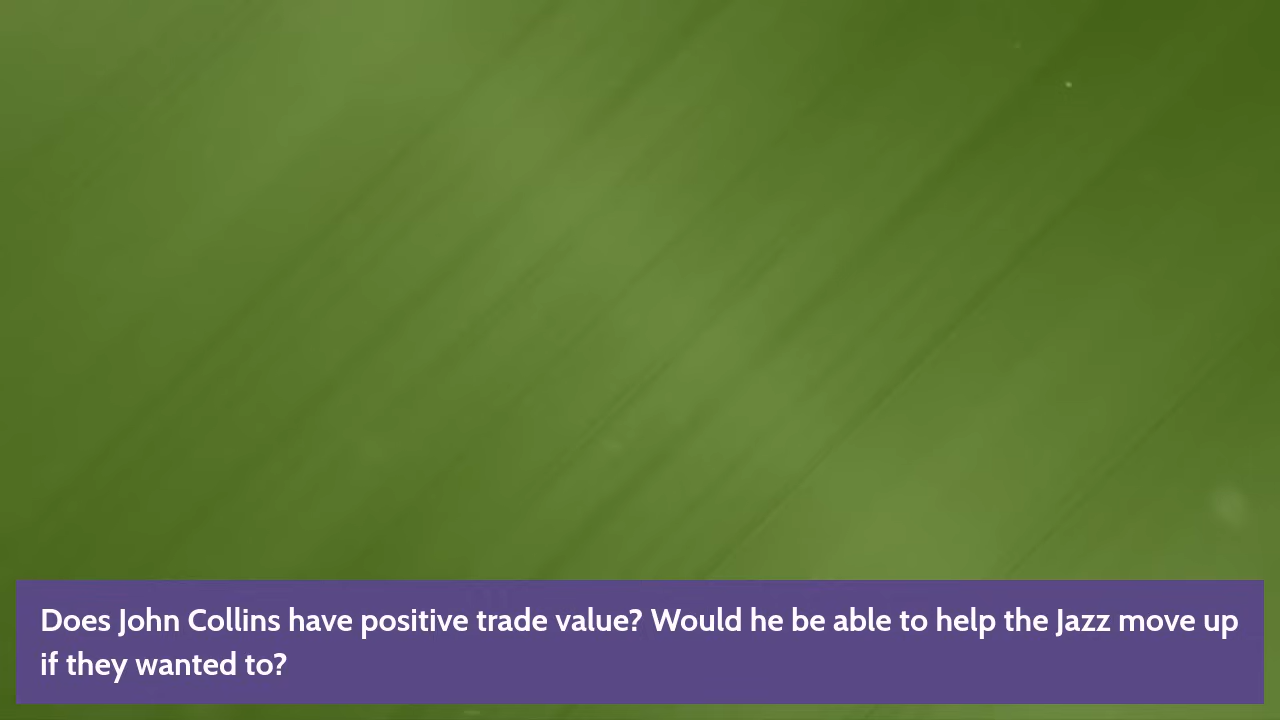 Does John Collins have positive trade value? Would he be able to help the Jazz move up
if they wanted to?